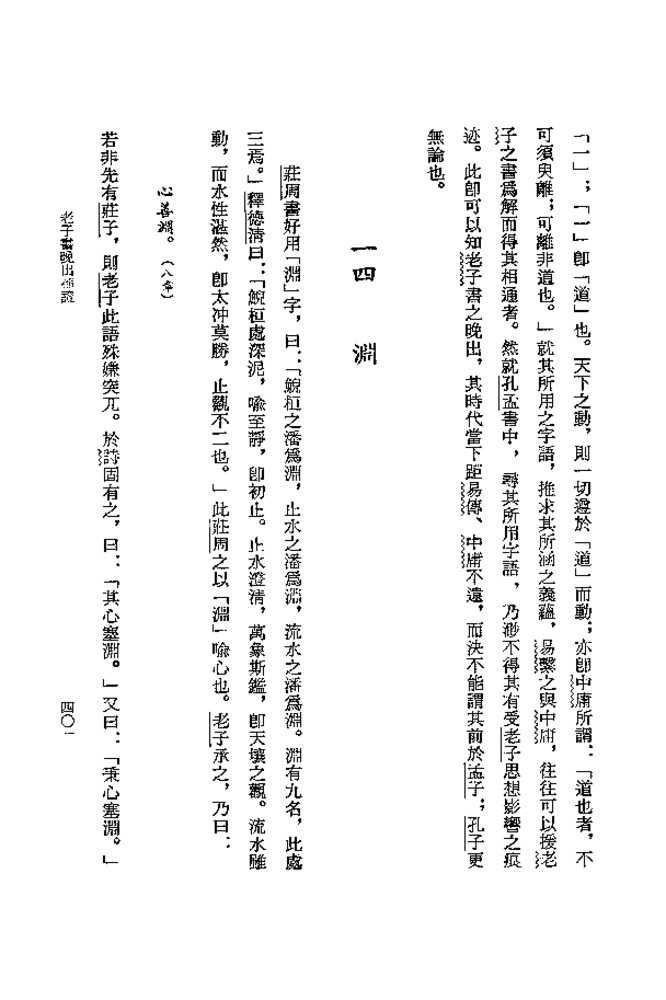 「一」；「一」卽「道」也。天下之動，則一切遵於「道」而動；亦卽中庸所謂：「道也者，不
可須臾離；可離非道也。」就其所用之字語，推求其所涵之義蘊，易繫之與中庸，往往可以援老
子之書爲解而得其相通者。然就孔孟書中，尋其所用字語，乃渺不得其有受老子思想影響之痕
迹。此卽可以知老子書之晚出，其時代當下距易傳、中庸不遠，而決不能謂其前於孟子；孔子更
無論也。
一四　淵
莊周書好用「淵」字，曰：「鯢桓之潘爲淵，止水之潘爲淵，流水之潘爲淵。淵有九名，此處
三焉。」釋德淸曰：「鯢桓處深泥，喩至靜，卽初止。止水澄清，萬象斯鑑，卽天壤之觀。流水雖
動，而水性湛然，卽太冲莫勝，止觀不二也。」此莊周之以「淵」喩心也。老子承之，乃曰：
心善淵。（八章）
若非先有莊子，則老子此語殊嫌突兀。於詩固有之，曰：「其心塞淵。」又曰：「秉心塞淵。」
老子書晚出補證
四〇一